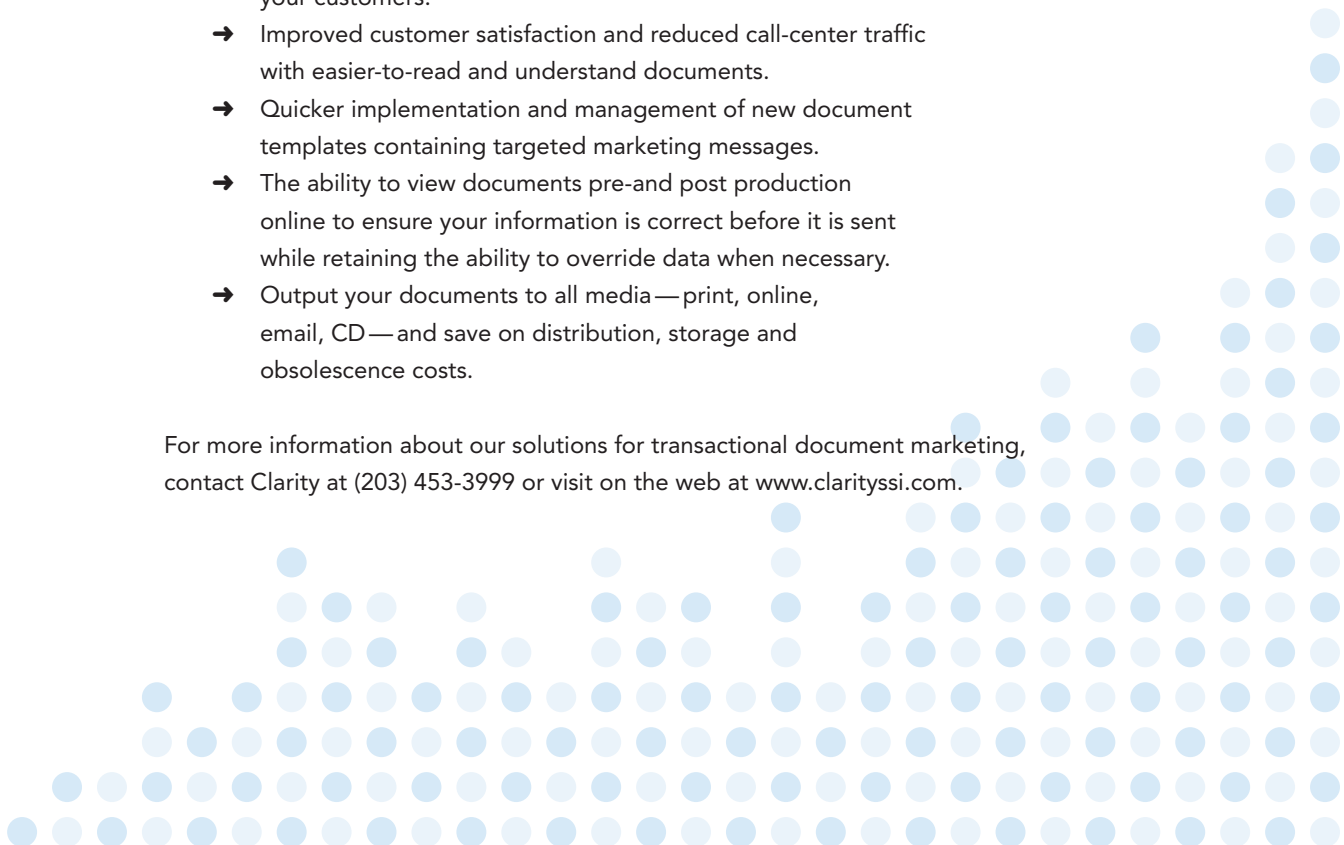 your customers.
➜ Improved customer satisfaction and reduced call-center traffic
with easier-to-read and understand documents.
➜ Quicker implementation and management of new document
templates containing targeted marketing messages.
➜ The ability to view documents pre-and post production
online to ensure your information is correct before it is sent
while retaining the ability to override data when necessary.
➜ Output your documents to all media — print, online,
email, CD — and save on distribution, storage and
obsolescence costs.
For more information about our solutions for transactional document marketing,
contact Clarity at (203) 453-3999 or visit on the web at www.clarityssi.com.